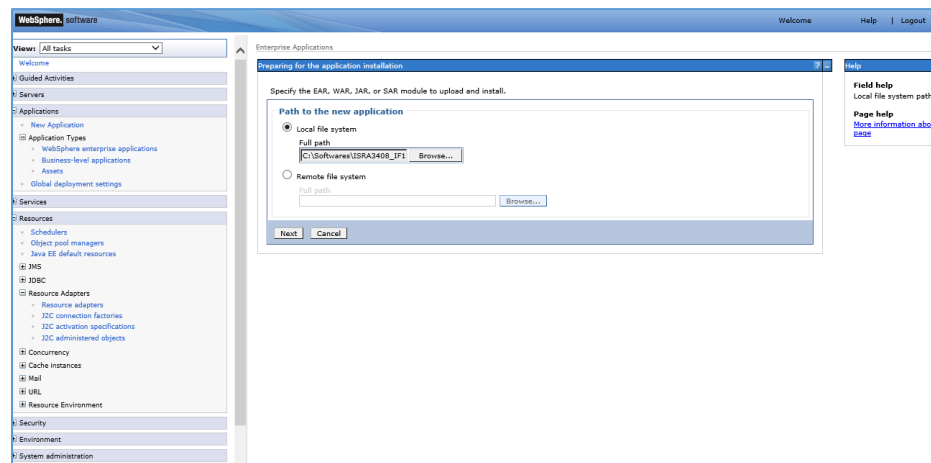 WebSphere. software
Welcome Help | Logout
View: All tasks
Welcome
Guided Activities
Servers
Applications
New Application
Application Types
WebSphere enterprise applications
Business-level applications
Assets
Global deployment settings
Services
Resources
Schedulers
Object pool managers
Java EE default resources
JMS
JDBC
Resource Adapters
Resource adapters
J2C connection factories
J2C activation specifications
J2C administered objects
Concurrency
Cache instances
Mail
URL
Resource Environment
Security
Environment
System administration
Enterprise Applications
Preparing for the application installation ? _
Specify the EAR, WAR, JAR, or SAR module to upload and install.
Path to the new application
Local file system
Full path
C:\Softwares\ISRA3408_IF1 Browse...
Remote file system
Full path
Browse...
Next Cancel
Help
Field help
Local file system path
Page help
More information abo
page